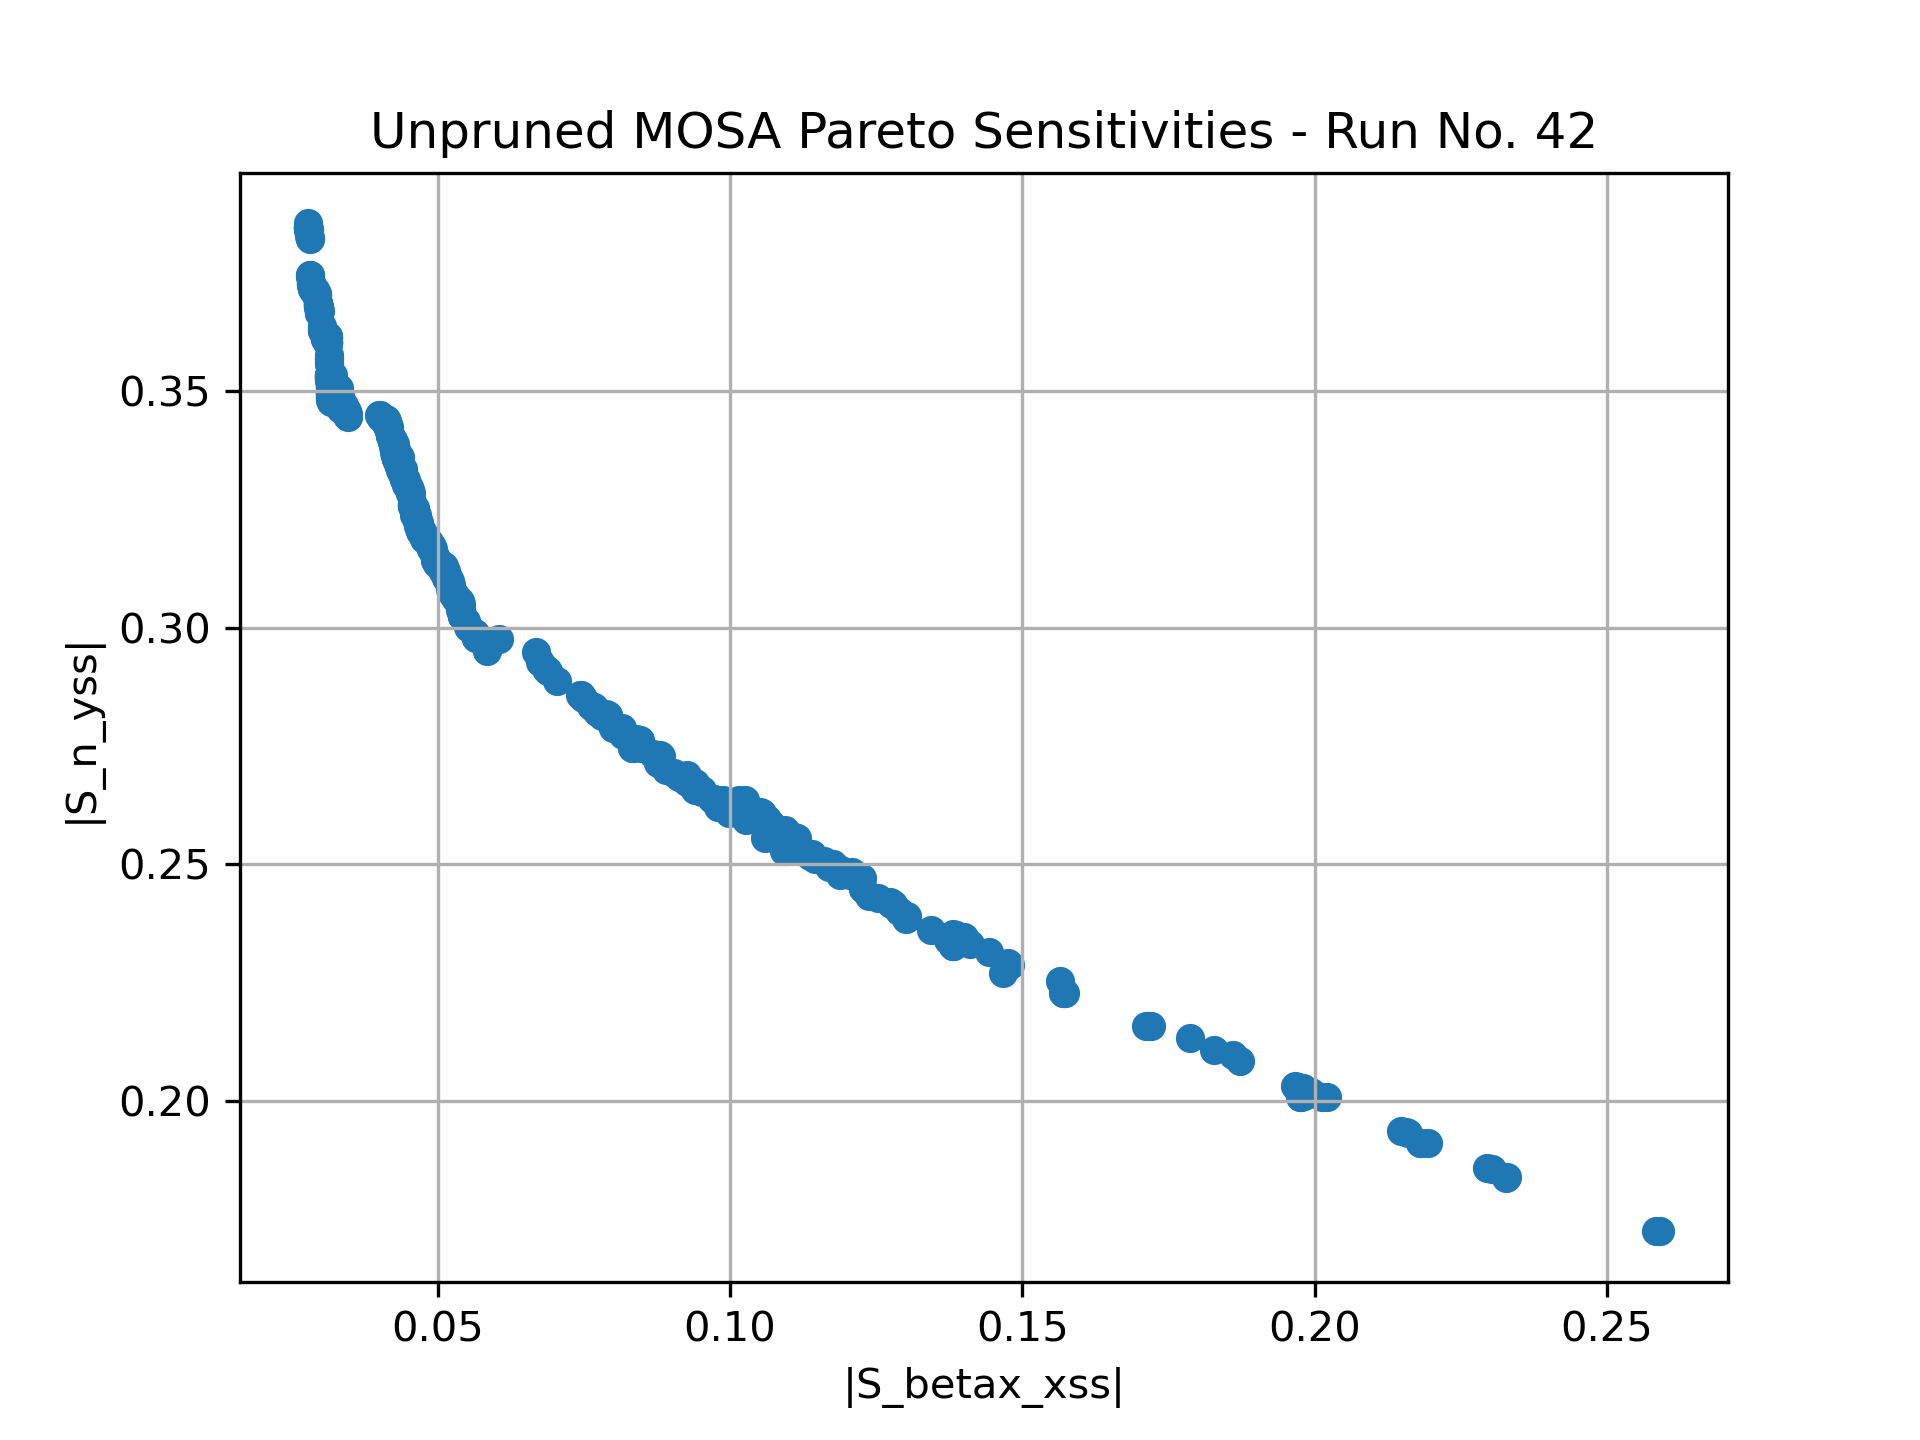 Unpruned MOSA Pareto Sensitivities - Run No. 42
|S_n_yss|
0.35
0.30
0.25
0.20
0.05 0.10 0.15 0.20 0.25
|S_betax_xss|